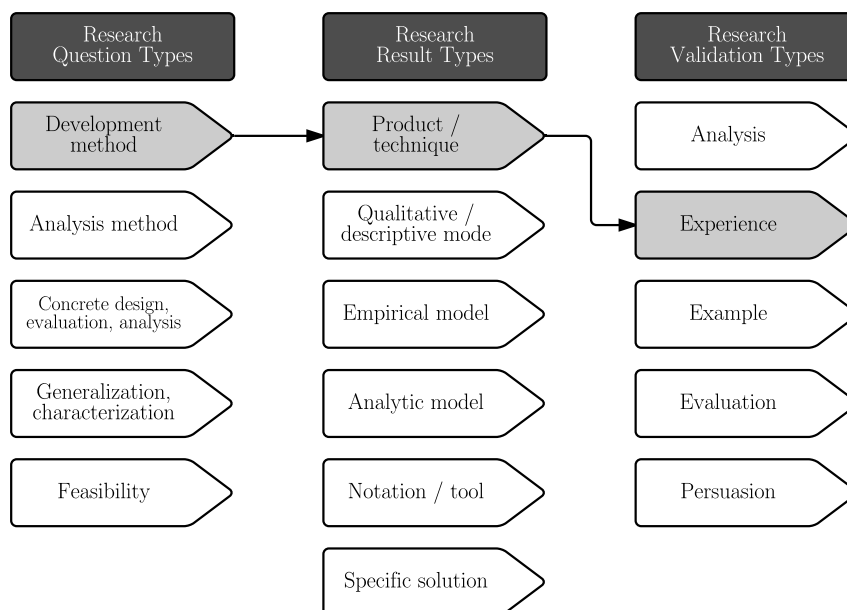 Research
Question Types
Research
Result Types
Research
Validation Types
Development
method
Product /
technique
Analysis
Analysis method
Qualitative /
descriptive mode
Experience
Concrete design,
evaluation, analysis
Empirical model
Example
Generalization,
characterization
Analytic model
Evaluation
Feasibility
Notation / tool
Persuasion
Specific solution